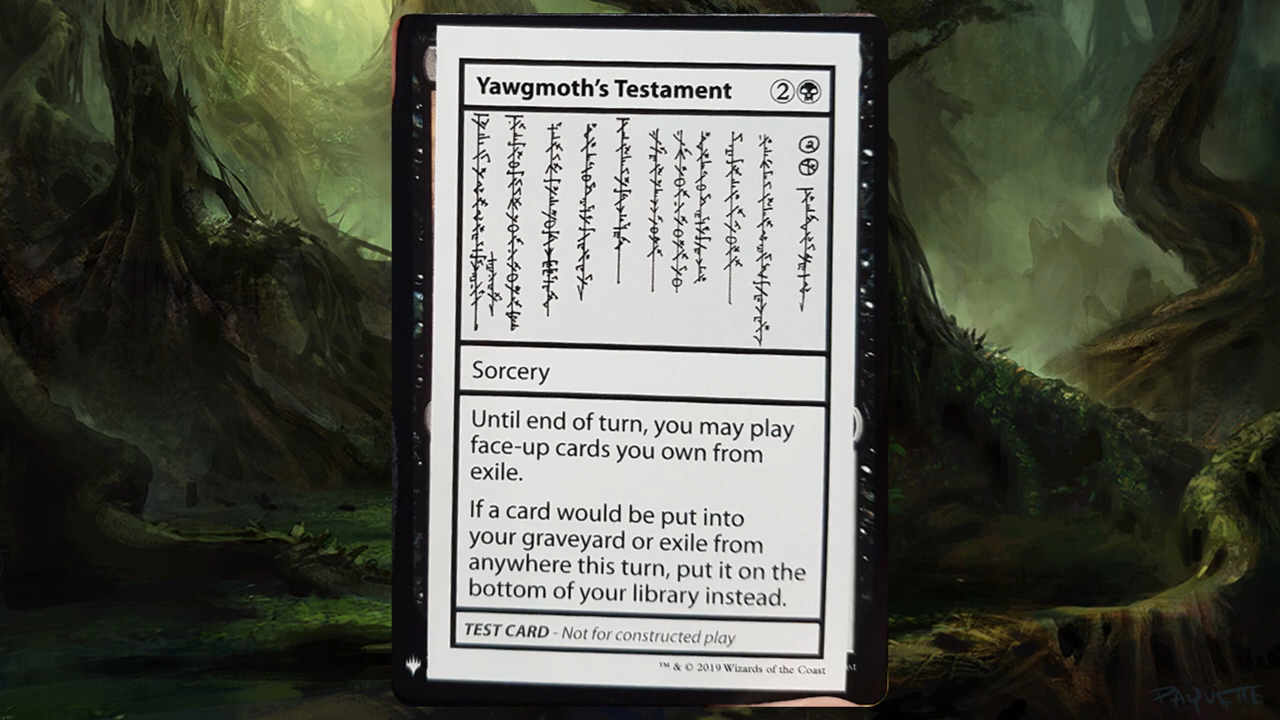 Yawgmoth's Testament 2
Sorcery
Until end of turn, you may play
face-up cards you own from
exile.
If a card would be put into
your graveyard or exile from
anywhere this turn, put it on the
bottom of your library instead.
TEST CARD - Not for constructed play
™ & © 2019 Wizards of the Coast
PAQUETTE